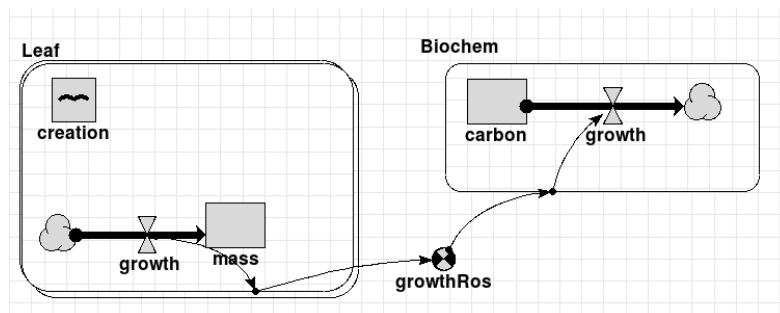 Leaf
creation
growth
mass
growthRos
Biochem
carbon
growth